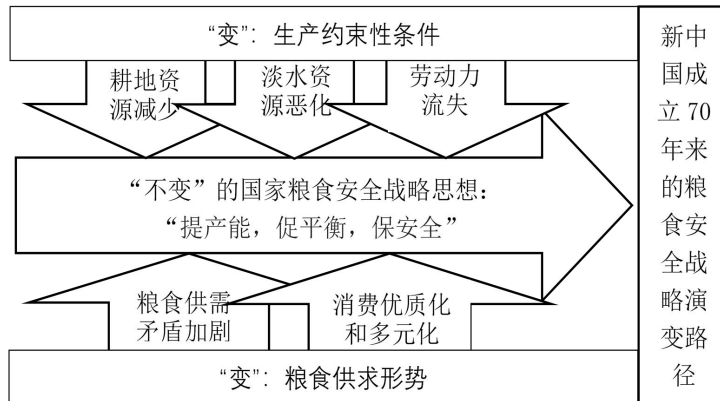 “变”：生产约束性条件
耕地资
源减少
淡水资
源恶化
劳动力
流失
“不变”的国家粮食安全战略思想：
“提产能，促平衡，保安全”
粮食供需
矛盾加剧
消费优质化
和多元化
“变”：粮食供求形势
新中
国成
立 70
年来
的粮
食安
全战
略演
变路
径